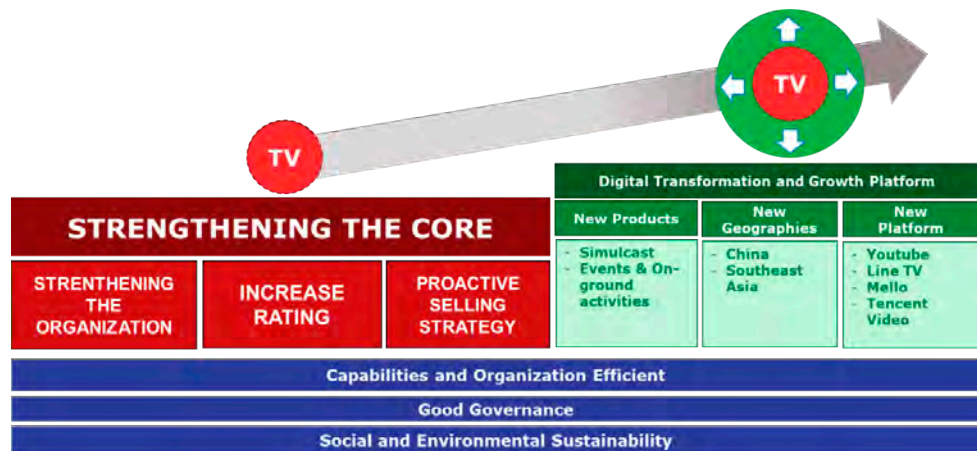 TV
TV
Digital Transformation and Growth Platform
STRENGTHENING THE CORE
New Products
New
Geographies
New
Platform
STRENTHENING
THE
ORGANIZATION
INCREASE
RATING
PROACTIVE
SELLING
STRATEGY
- Simulcast
- Events & On-
ground
activities
- China
- Southeast
Asia
- Youtube
- Line TV
- Mello
- Tencent
Video
Capabilities and Organization Efficient
Good Governance
Social and Environmental Sustainability